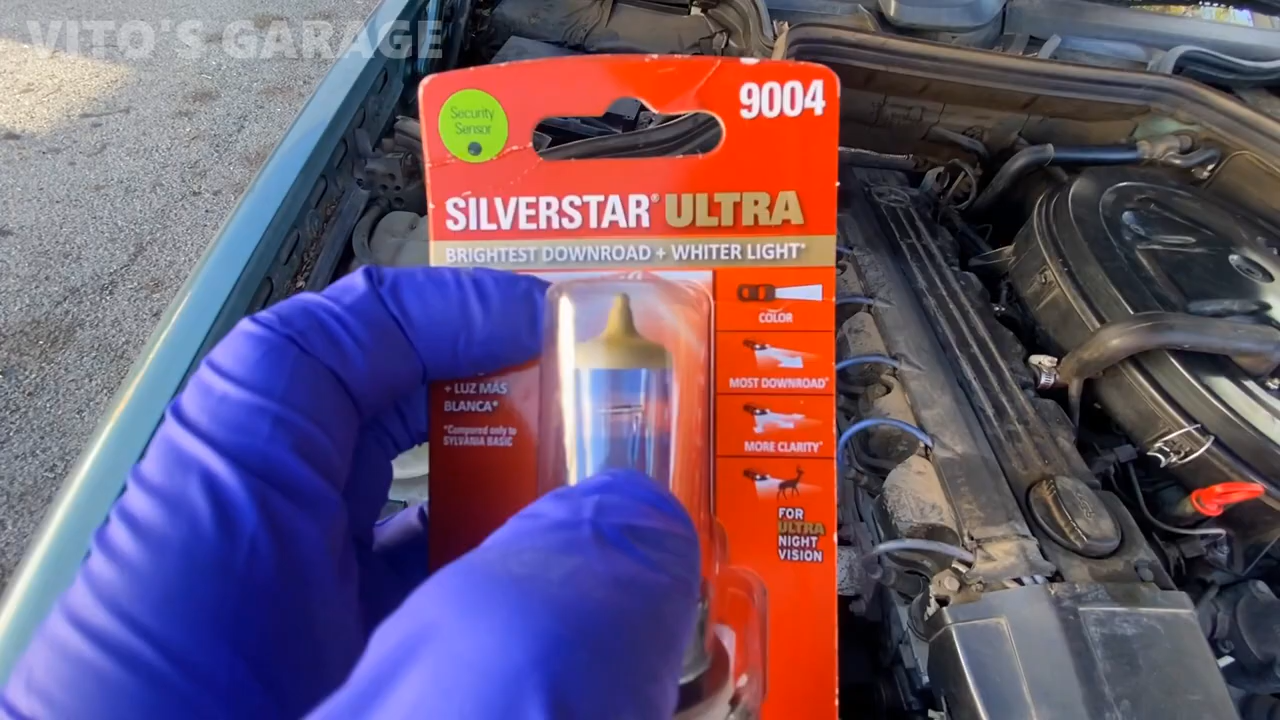 VITO'S GARAGE
9004
Security
Sensor
SILVERSTAR® ULTRA
BRIGHTEST DOWNROAD + WHITER LIGHT*
COLOR
+ LUZ MÁS
BLANCA*
*Compared only to
SYLVANIA BASIC
MOST DOWNROAD*
MORE CLARITY*
FOR
ULTRA
NIGHT
VISION